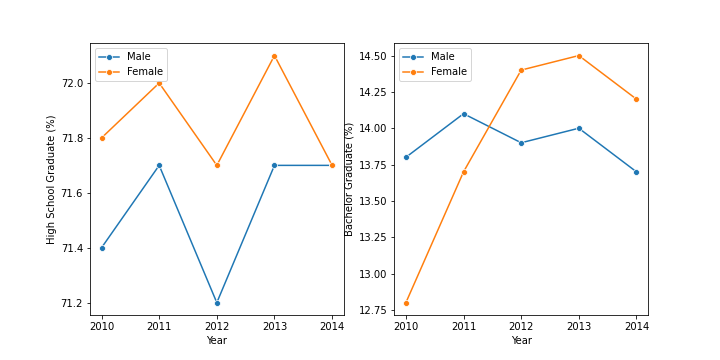 Male
Female
High School Graduate (%)
72.0
71.8
71.6
71.4
71.2
2010 2011 2012 2013 2014
Year
Male
Female
Bachelor Graduate (%)
14.50
14.25
14.00
13.75
13.50
13.25
13.00
12.75
2010 2011 2012 2013 2014
Year